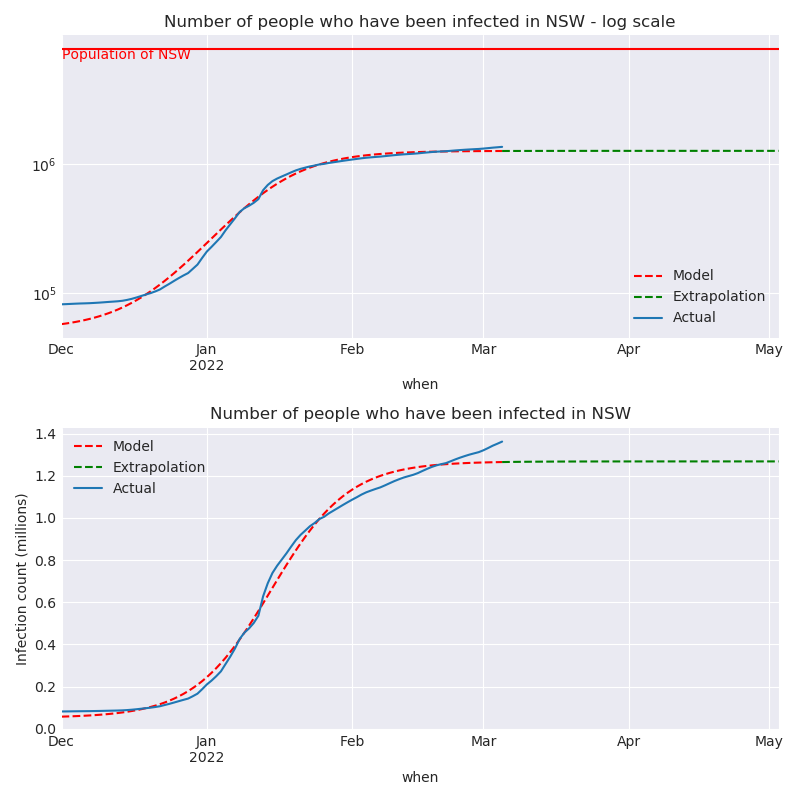 Number of people who have been infected in NSW - log scale
Population of NSW
10⁶
10⁵
Model
Extrapolation
Actual
Dec Jan Feb Mar Apr May
2022
when
Number of people who have been infected in NSW
Infection count (millions)
1.4
1.2
1.0
0.8
0.6
0.4
0.2
0.0
Model
Extrapolation
Actual
Dec Jan Feb Mar Apr May
2022
when